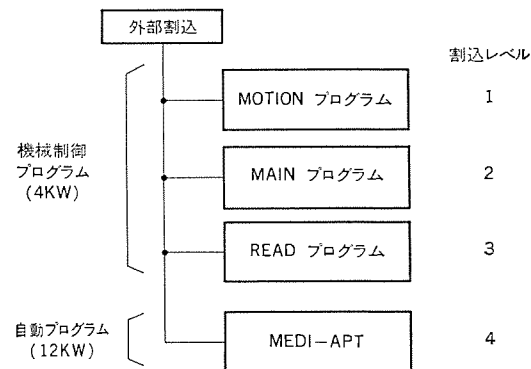 外部割込
割込レベル
MOTION プログラム 1
機械制御
プログラム
(4KW)
MAIN プログラム 2
READ プログラム 3
自動プログラム
(12KW)
MEDI-APT 4